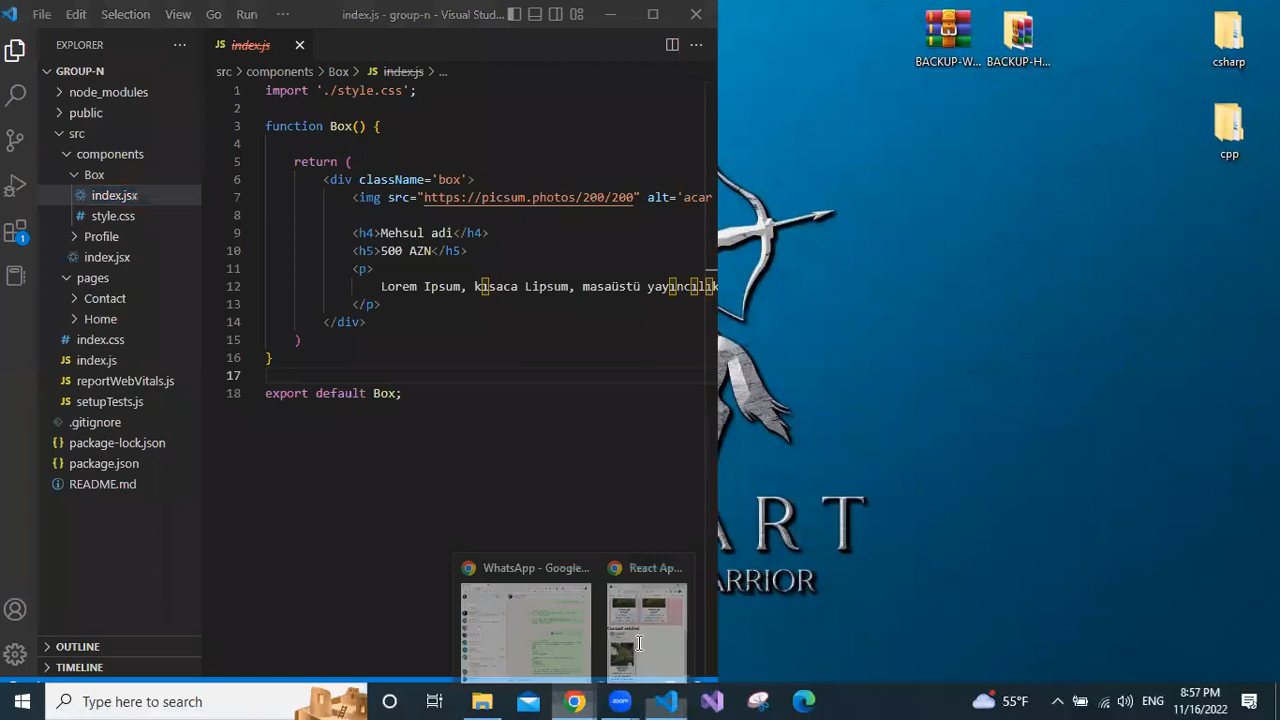 File Edit Selection View Go Run ··· index.js - group-n - Visual Studi...
EXPLORER
GROUP-N
node_modules
public
src
components
Box
index.jsx
style.css
Profile
index.jsx
pages
Contact
Home
index.css
index.js
reportWebVitals.js
setupTests.js
.gitignore
package-lock.json
package.json
README.md
OUTLINE
TIMELINE
1
index.js
src > components > Box > JS index.js > ...
1 import './style.css';
2
3 function Box() {
4
5 return (
6 <div className='box'>
7 <img src="https://picsum.photos/200/200" alt='acar
8
9 <h4>Mehsul adi</h4>
10 <h5>500 AZN</h5>
11 <p>
12 Lorem Ipsum, kısaca Lipsum, masaüstü yayıncılık
13 </p>
14 </div>
15 )
16 }
17
18 export default Box;
WhatsApp - Google... React Ap...
BACKUP-W... BACKUP-H...
csharp
cpp
ART
ARRIOR
Type here to search
55°F ENG
8:57 PM
11/16/2022